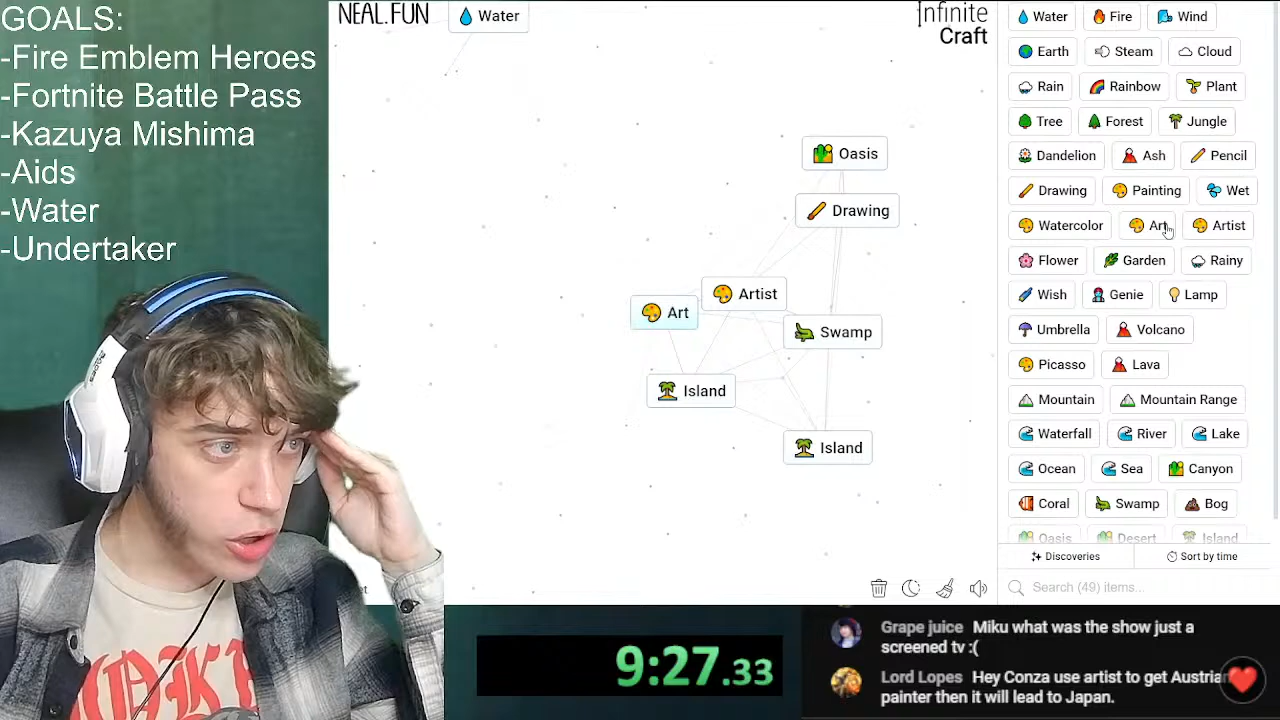 GOALS:
-Fire Emblem Heroes
-Fortnite Battle Pass
-Kazuya Mishima
-Aids
-Water
-Undertaker
NEAL.FUN
Water
Infinite
Craft
Oasis
Drawing
Artist
Art
Swamp
Island
Island
Water Fire Wind
Earth Steam Cloud
Rain Rainbow Plant
Tree Forest Jungle
Dandelion Ash Pencil
Drawing Painting Wet
Watercolor Art Artist
Flower Garden Rainy
Wish Genie Lamp
Umbrella Volcano
Picasso Lava
Mountain Mountain Range
Waterfall River Lake
Ocean Sea Canyon
Coral Swamp Bog
Oasis Desert Island
Discoveries Sort by time
Search (49) items...
9:27.33
Grape juice Miku what was the show just a
screened tv :(
Lord Lopes Hey Conza use artist to get Austrian
painter then it will lead to Japan.